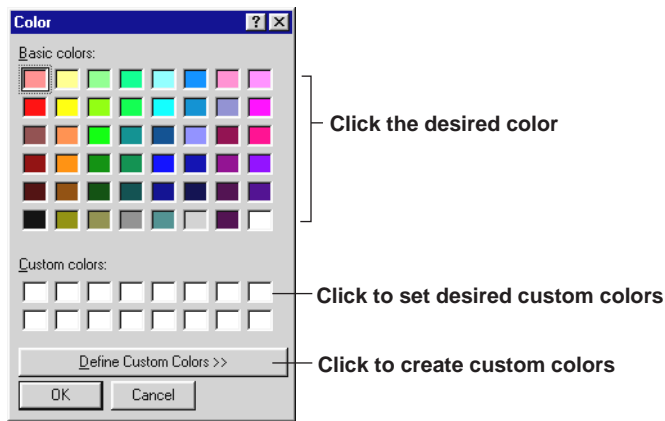 Color ? ×
Basic colors:
Click the desired color
Custom colors:
Click to set desired custom colors
Define Custom Colors >>
Click to create custom colors
OK Cancel